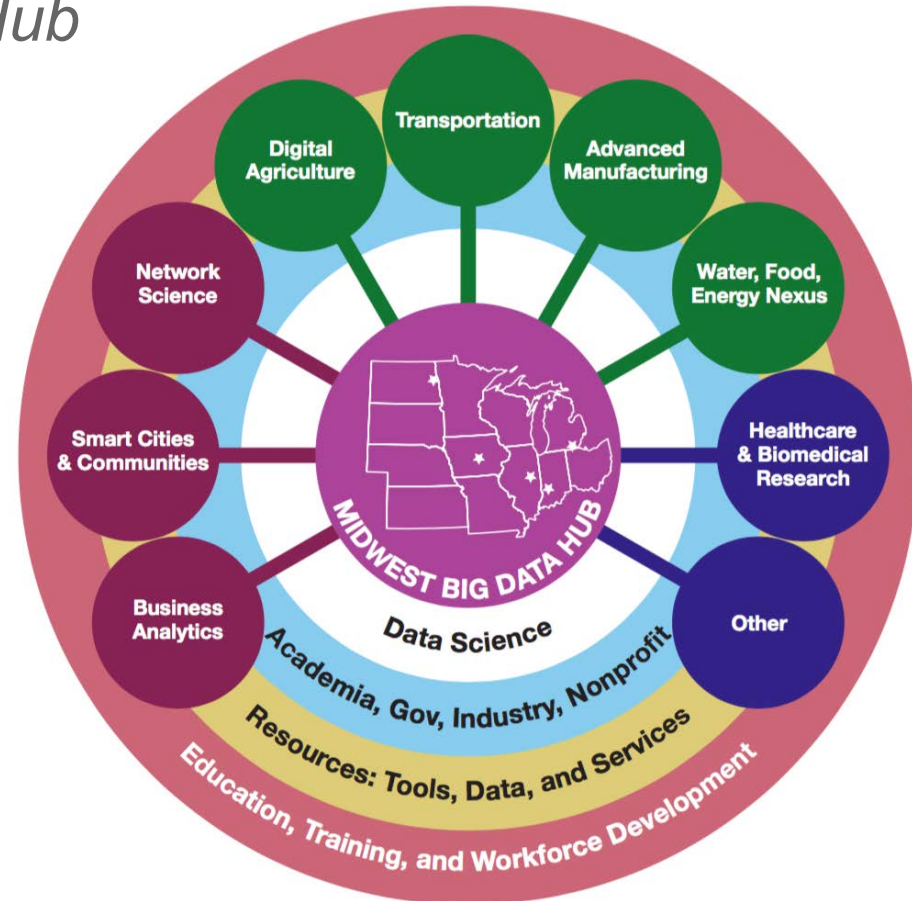 Transportation
Digital
Agriculture
Advanced
Manufacturing
Network
Science
Water, Food,
Energy Nexus
Smart Cities
& Communities
Healthcare
& Biomedical
Research
Business
Analytics
Other
MIDWEST BIG DATA HUB
Data Science
Academia, Gov, Industry, Nonprofit
Resources: Tools, Data, and Services
Education, Training, and Workforce Development